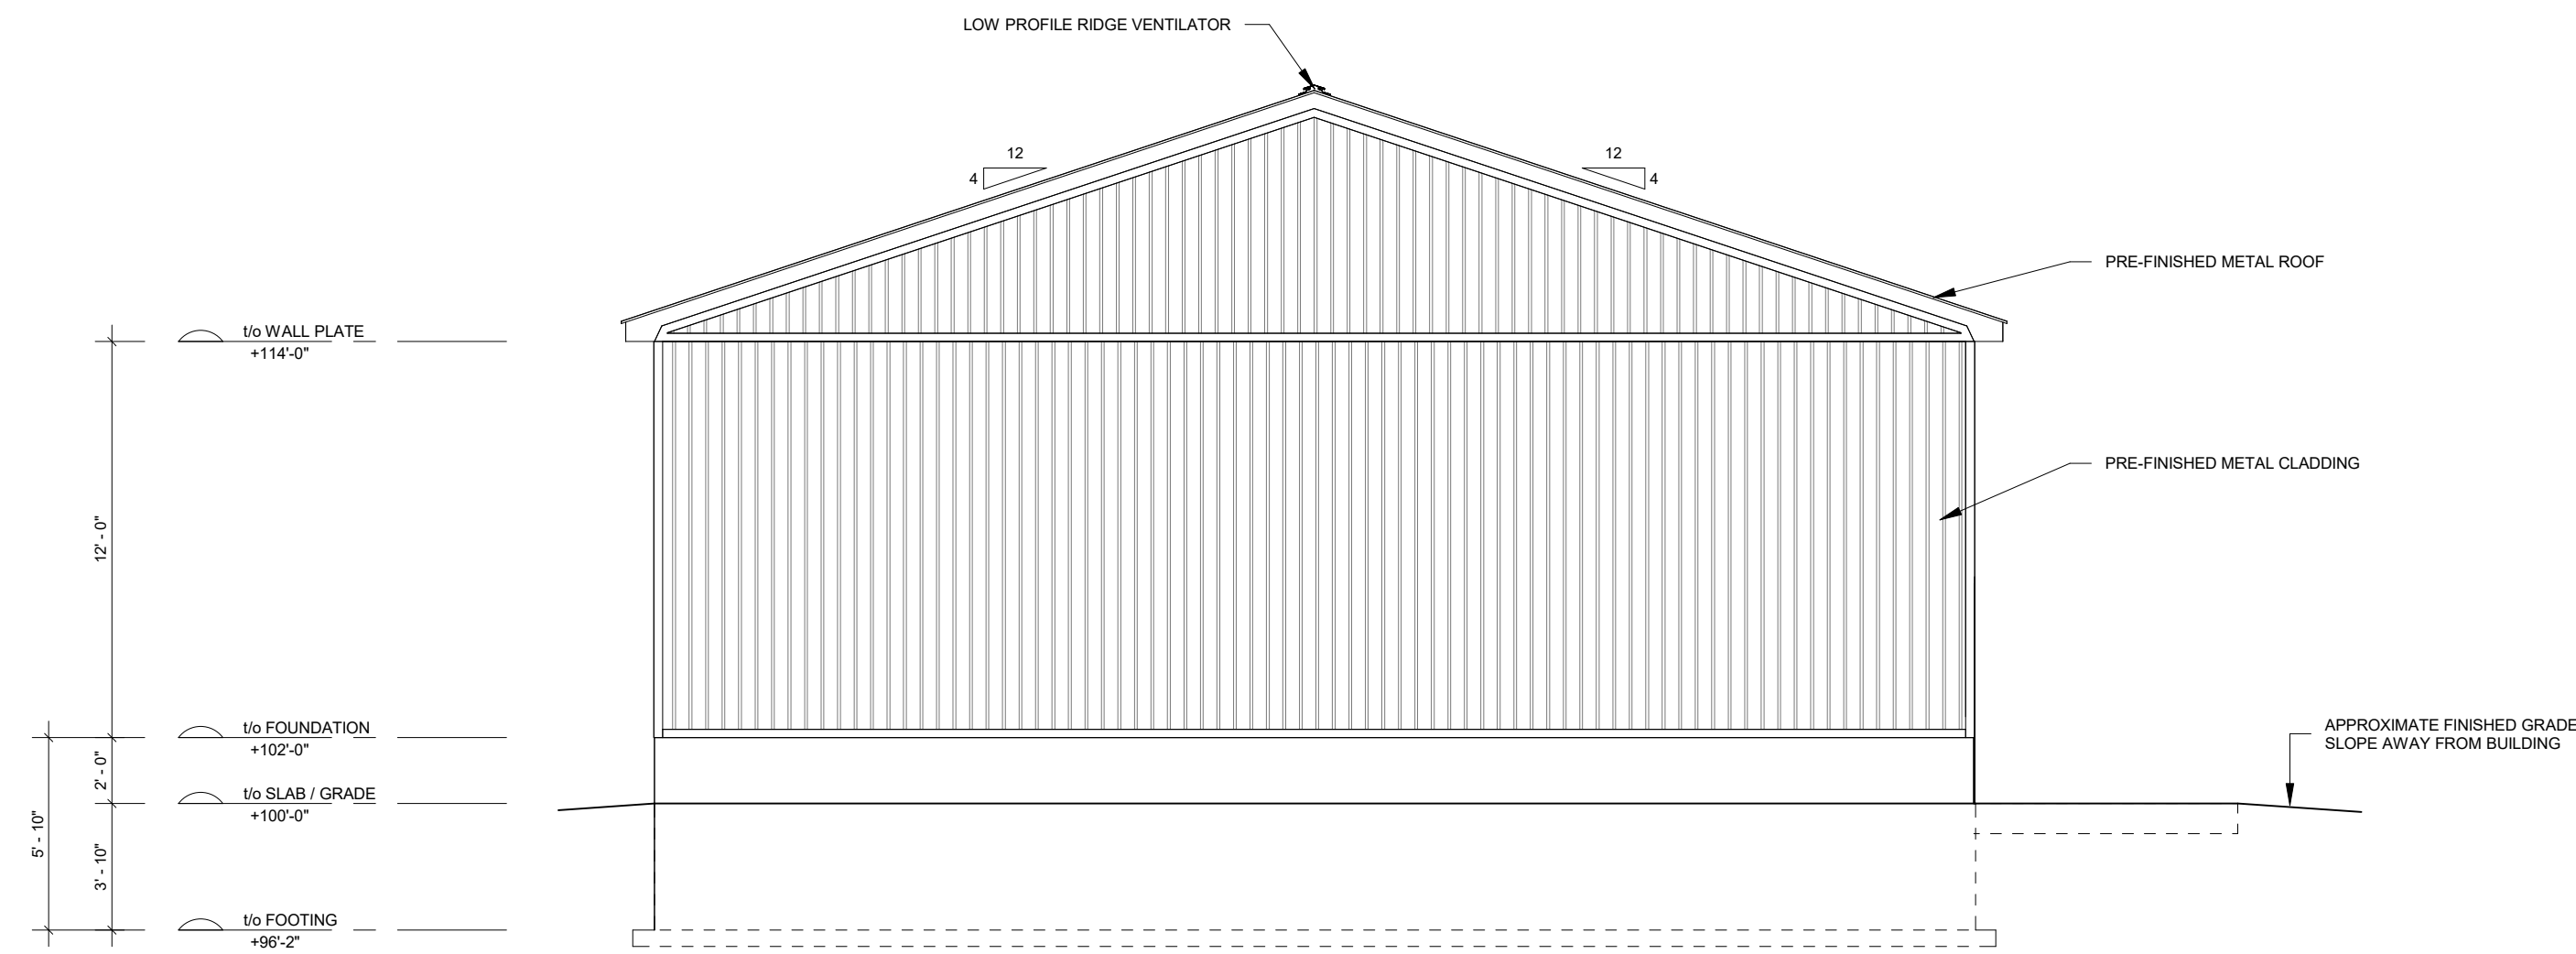 LOW PROFILE RIDGE VENTILATOR
12
4
12
4
PRE-FINISHED METAL ROOF
t/o WALL PLATE
+114'-0"
PRE-FINISHED METAL CLADDING
12' - 0"
t/o FOUNDATION
+102'-0"
APPROXIMATE FINISHED GRADE
SLOPE AWAY FROM BUILDING
2' - 0"
t/o SLAB / GRADE
+100'-0"
5' - 10"
3' - 10"
t/o FOOTING
+96'-2"